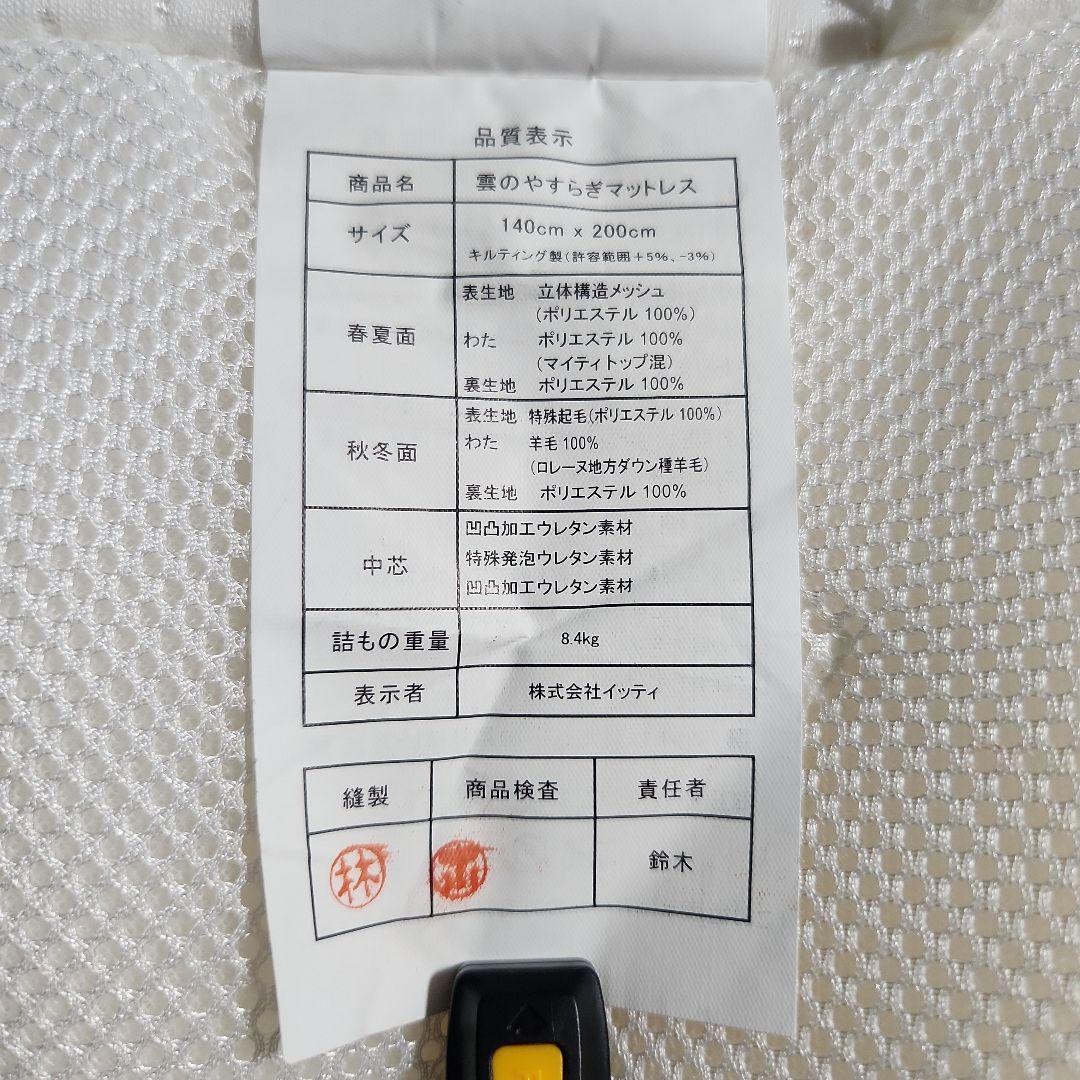 品質表示
商品名 雲のやすらぎマットレス
サイズ 140cm x 200cm
キルティング製(許容範囲+5%、-3%)
春夏面
表生地 立体構造メッシュ
(ポリエステル 100%)
わた ポリエステル 100%
(マイティトップ混)
裏生地 ポリエステル 100%
秋冬面
表生地 特殊起毛(ポリエステル 100%)
わた 羊毛 100%
(ロレーヌ地方ダウン種羊毛)
裏生地 ポリエステル 100%
中芯
凹凸加工ウレタン素材
特殊発泡ウレタン素材
凹凸加工ウレタン素材
詰もの重量 8.4kg
表示者 株式会社イッティ
縫製 商品検査 責任者
林 鈴木